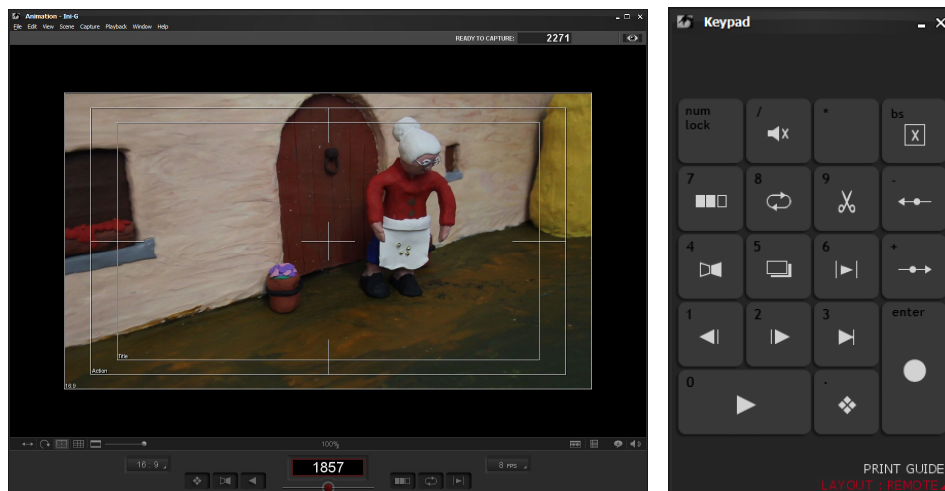 Animation - Ini-G
File Edit View Scene Capture Playback Window Help
READY TO CAPTURE: 2271
Title
Action
16:9
100%
16 : 9
1857
8 FPS
Keypad
num lock
/
*
bs
X
7
8
9
-
4
5
6
+
1
2
3
enter
0
.
PRINT GUIDE
LAYOUT : REMOTE